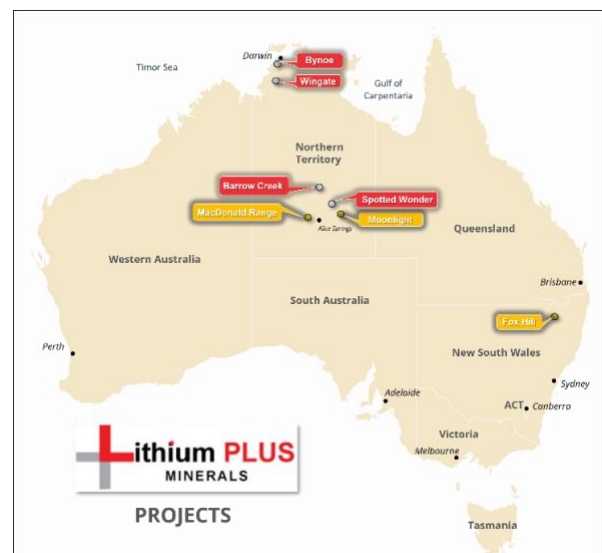 Darwin
Bynoe
Timor Sea
Wingate
Gulf of
Carpentaria
Northern
Territory
Barrow Creek
Spotted Wonder
MacDonald Range
Moonlight
Alice Springs
Queensland
Western Australia
Brisbane
South Australia
Fox Hill
Perth
New South Wales
Sydney
Adelaide
ACT
Canberra
Victoria
Melbourne
Lithium PLUS
MINERALS
PROJECTS
Tasmania